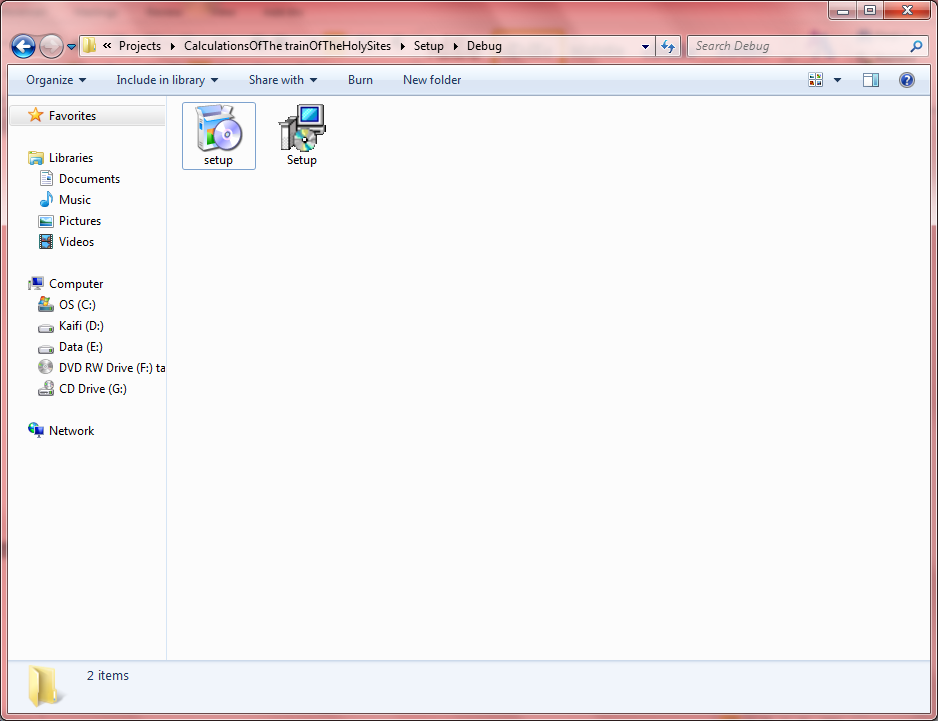 « Projects ▸ CalculationsOfThe trainOfTheHolySites ▸ Setup ▸ Debug
Search Debug
Organize Include in library Share with Burn New folder
Favorites
Libraries
Documents
Music
Pictures
Videos
Computer
OS (C:)
Kaifi (D:)
Data (E:)
DVD RW Drive (F:) ta
CD Drive (G:)
Network
setup Setup
2 items